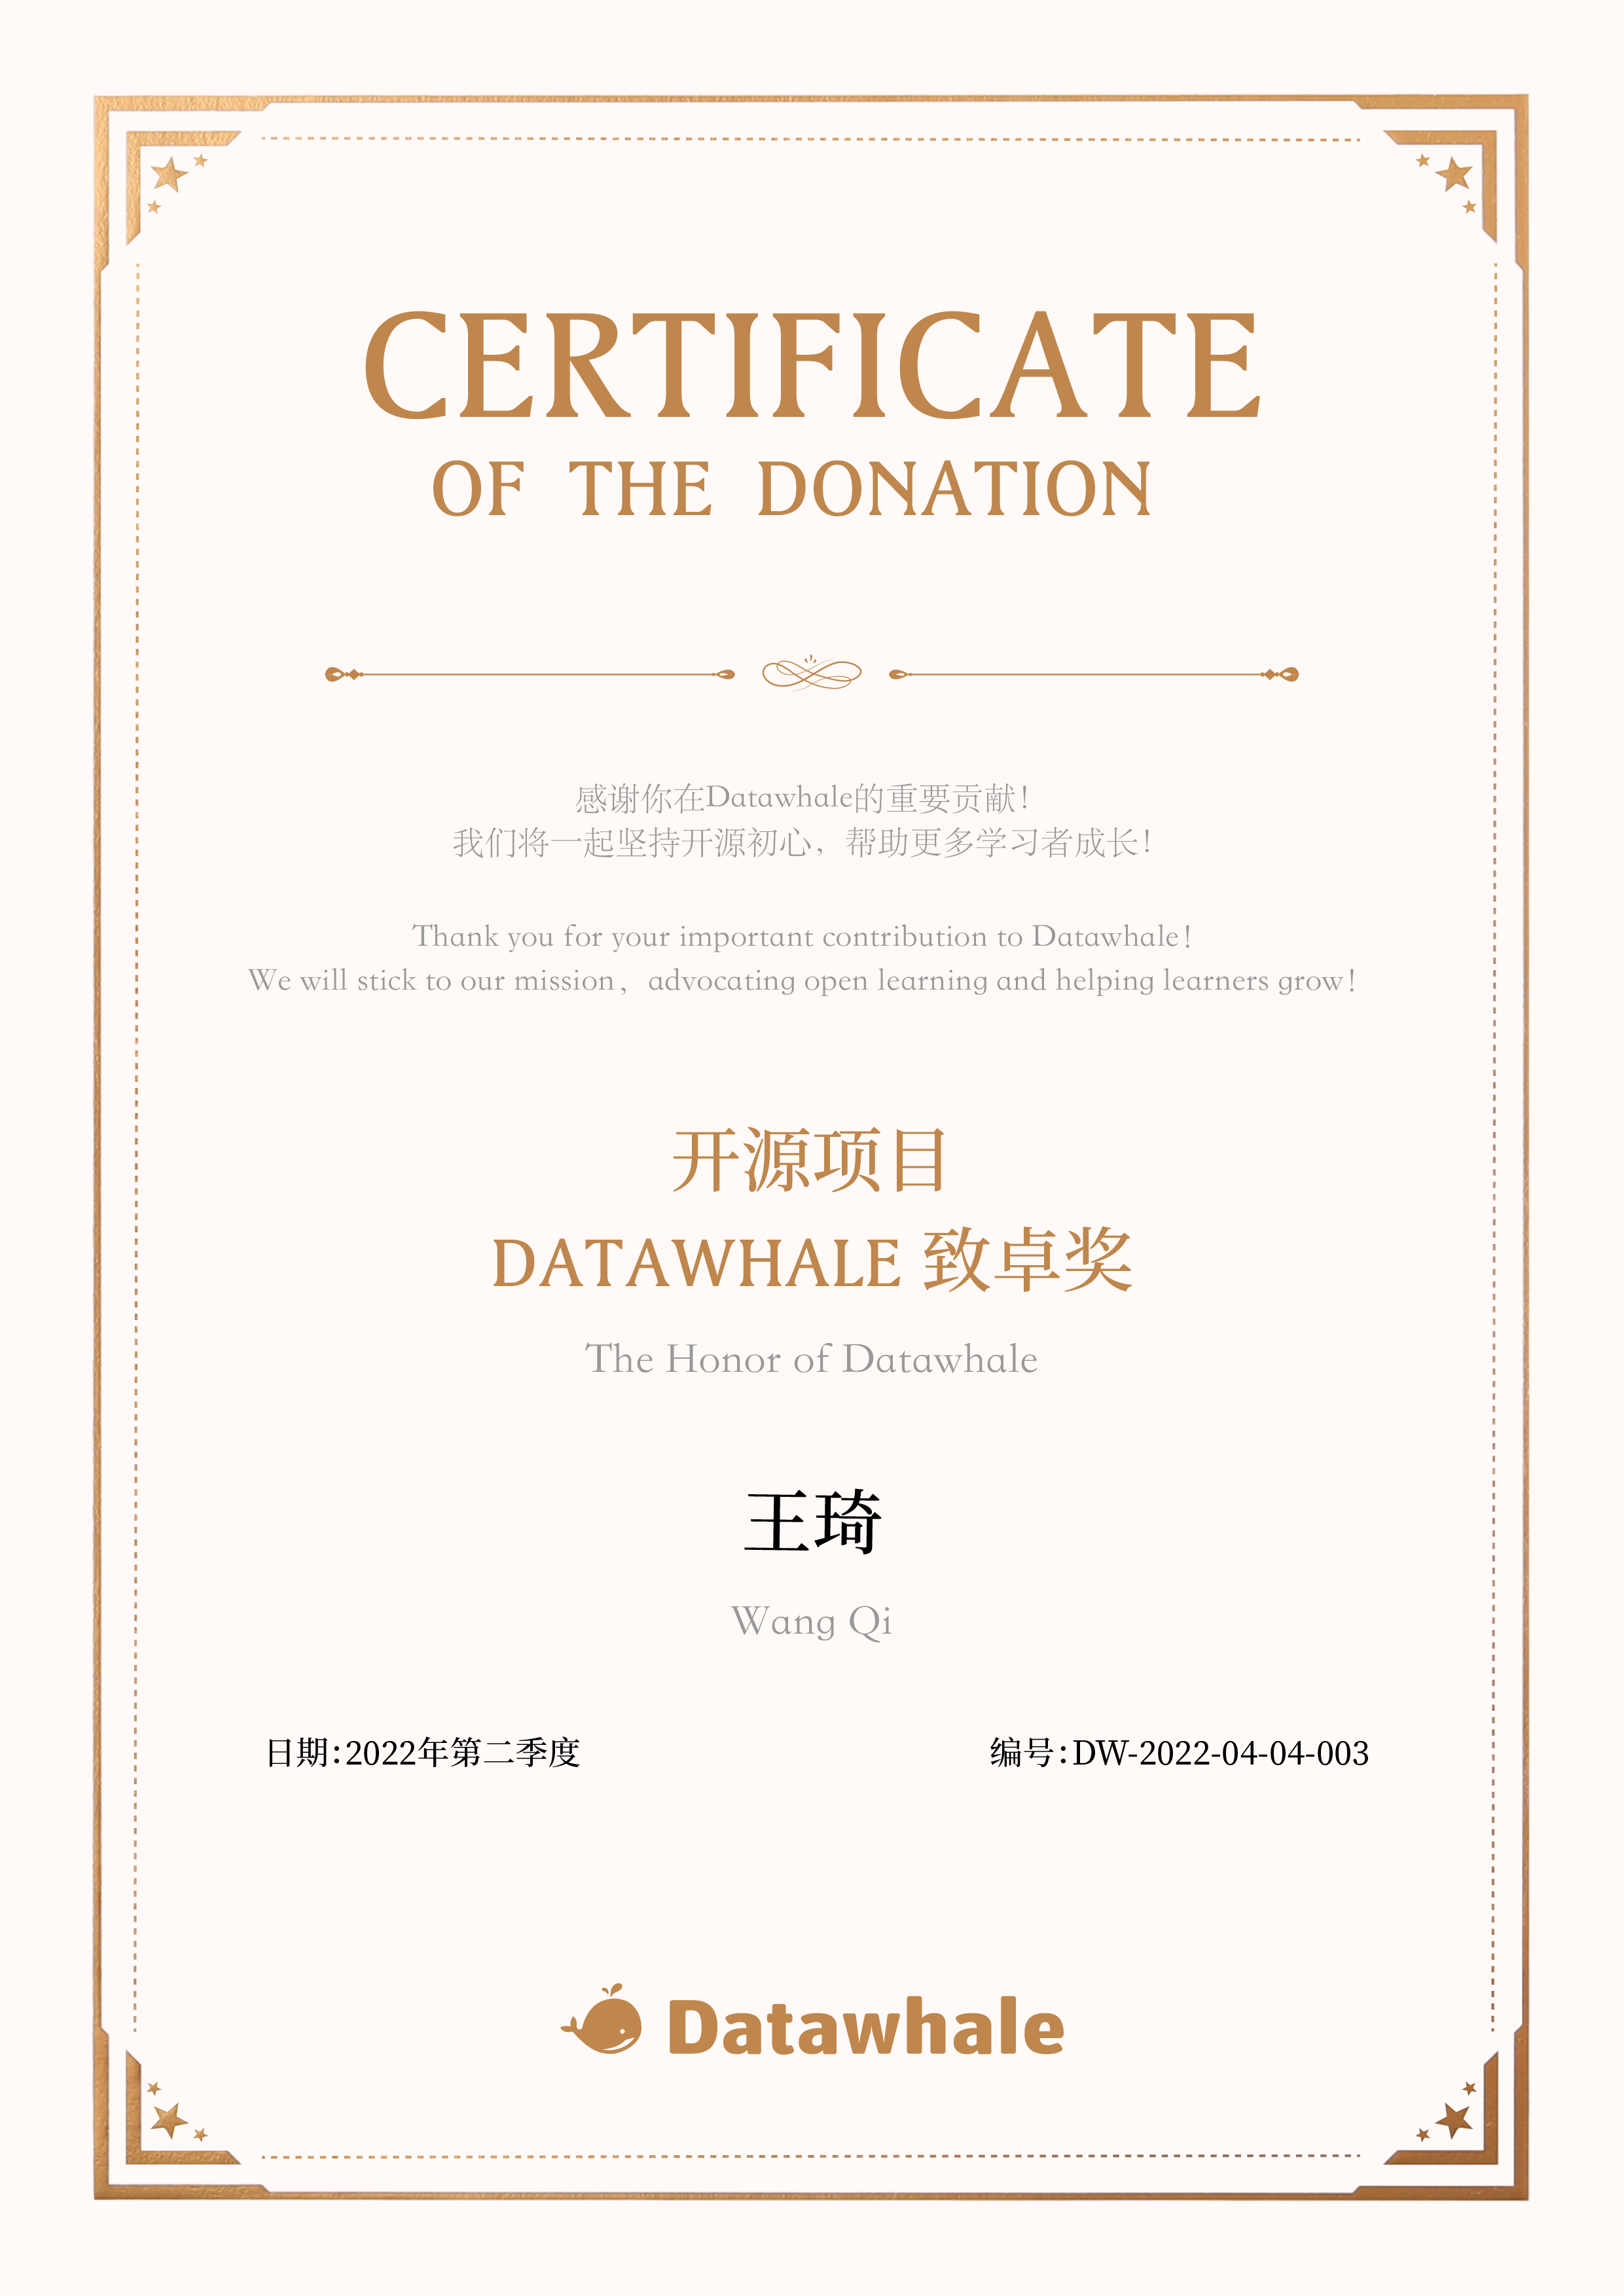 CERTIFICATE
OF THE DONATION
感谢你在Datawhale的重要贡献！
我们将一起坚持开源初心，帮助更多学习者成长！
Thank you for your important contribution to Datawhale！
We will stick to our mission，advocating open learning and helping learners grow！
开源项目
DATAWHALE 致卓奖
The Honor of Datawhale
王琦
Wang Qi
日期：2022年第二季度
编号：DW-2022-04-04-003
Datawhale